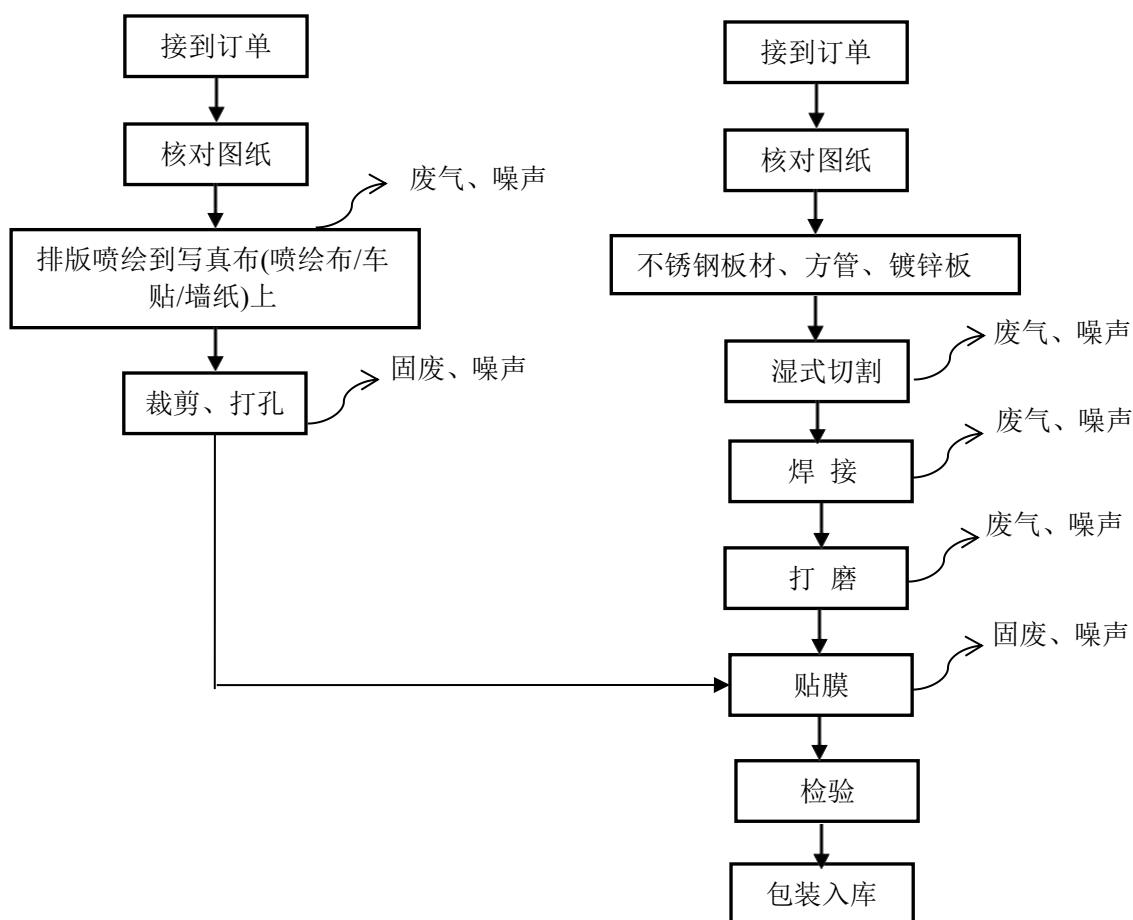 接到订单
核对图纸
废气、噪声
排版喷绘到写真布(喷绘布/车
贴/墙纸)上
固废、噪声
裁剪、打孔
接到订单
核对图纸
不锈钢板材、方管、镀锌板
废气、噪声
湿式切割
废气、噪声
焊 接
废气、噪声
打 磨
固废、噪声
贴膜
检验
包装入库